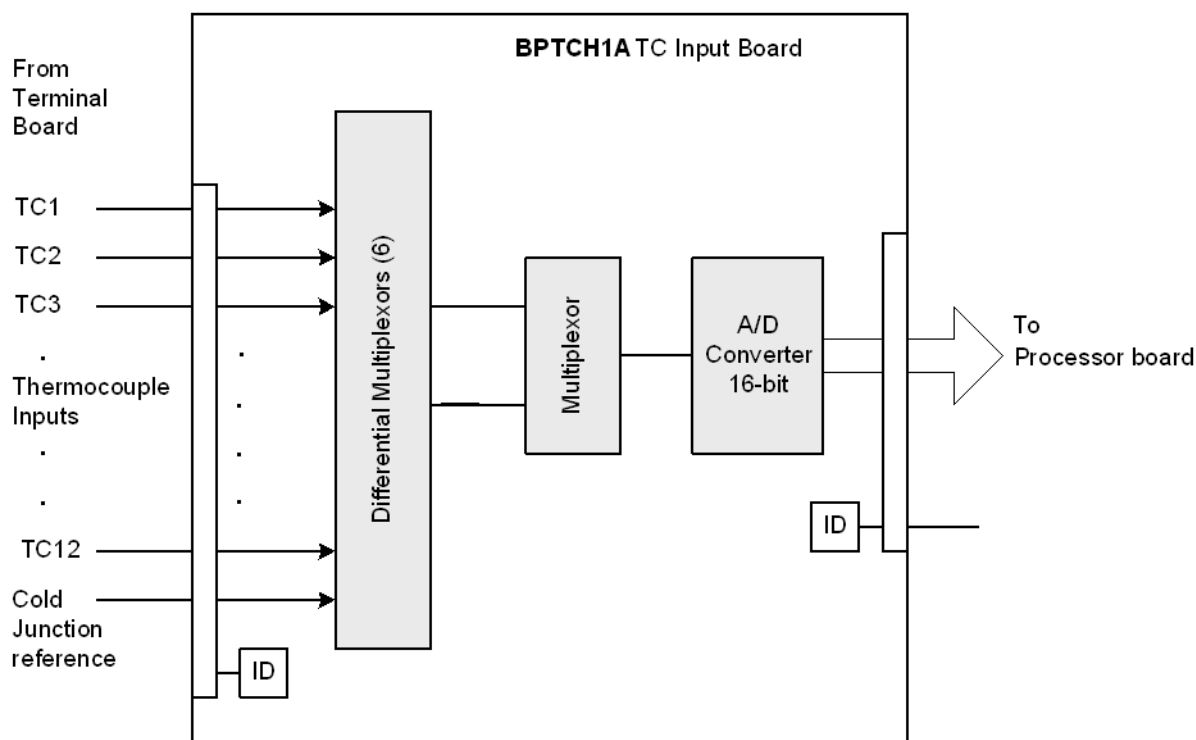 BPTCH1A TC Input Board
From
Terminal
Board
TC1
TC2
TC3
.
Thermocouple
Inputs
.
.
TC12
Cold
Junction
reference
ID
Differential Multiplexors (6)
Multiplexor
A/D
Converter
16-bit
ID
To
Processor board